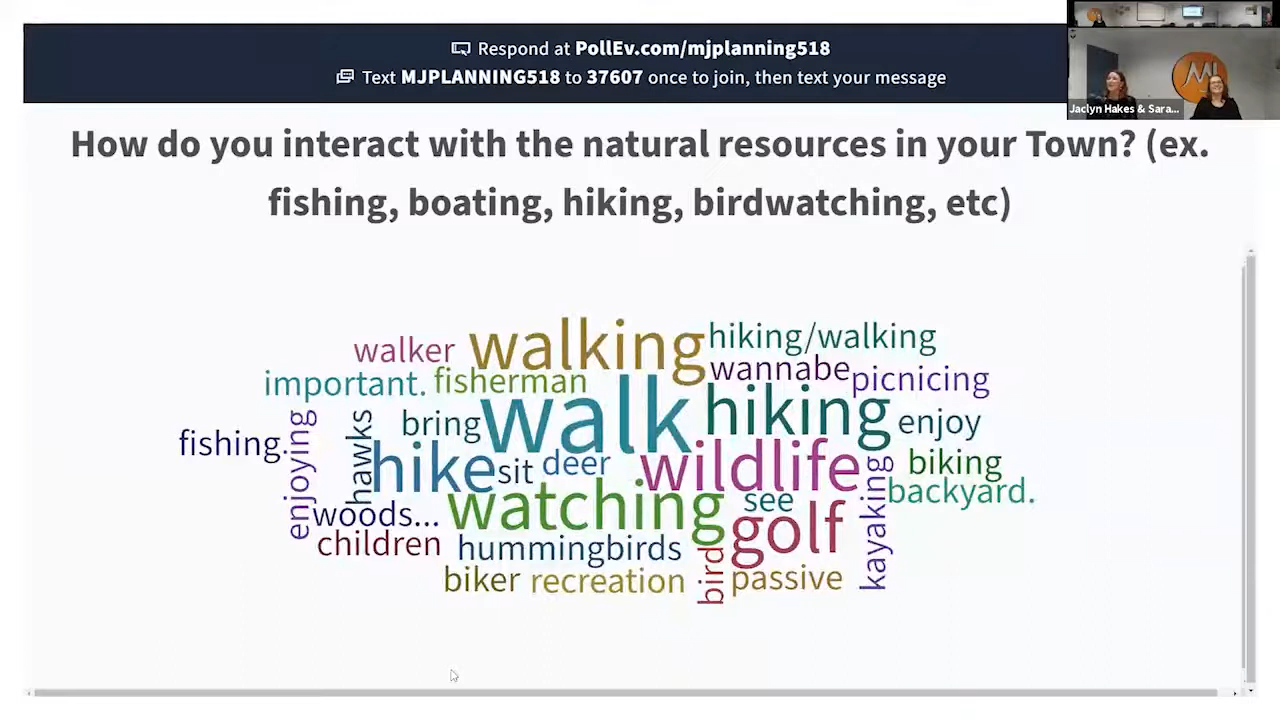 Respond at PollEv.com/mjplanning518
Text MJPLANNING518 to 37607 once to join, then text your message
MJ
Jaclyn Hakes & Sara...
How do you interact with the natural resources in your Town? (ex.
fishing, boating, hiking, birdwatching, etc)
walker walking hiking/walking
important. fisherman wannabe picnicing
fishing. enjoying hawks bring walk hiking enjoy
hike sit deer wildlife kayaking biking
woods... watching see golf backyard.
children hummingbirds bird
biker recreation passive